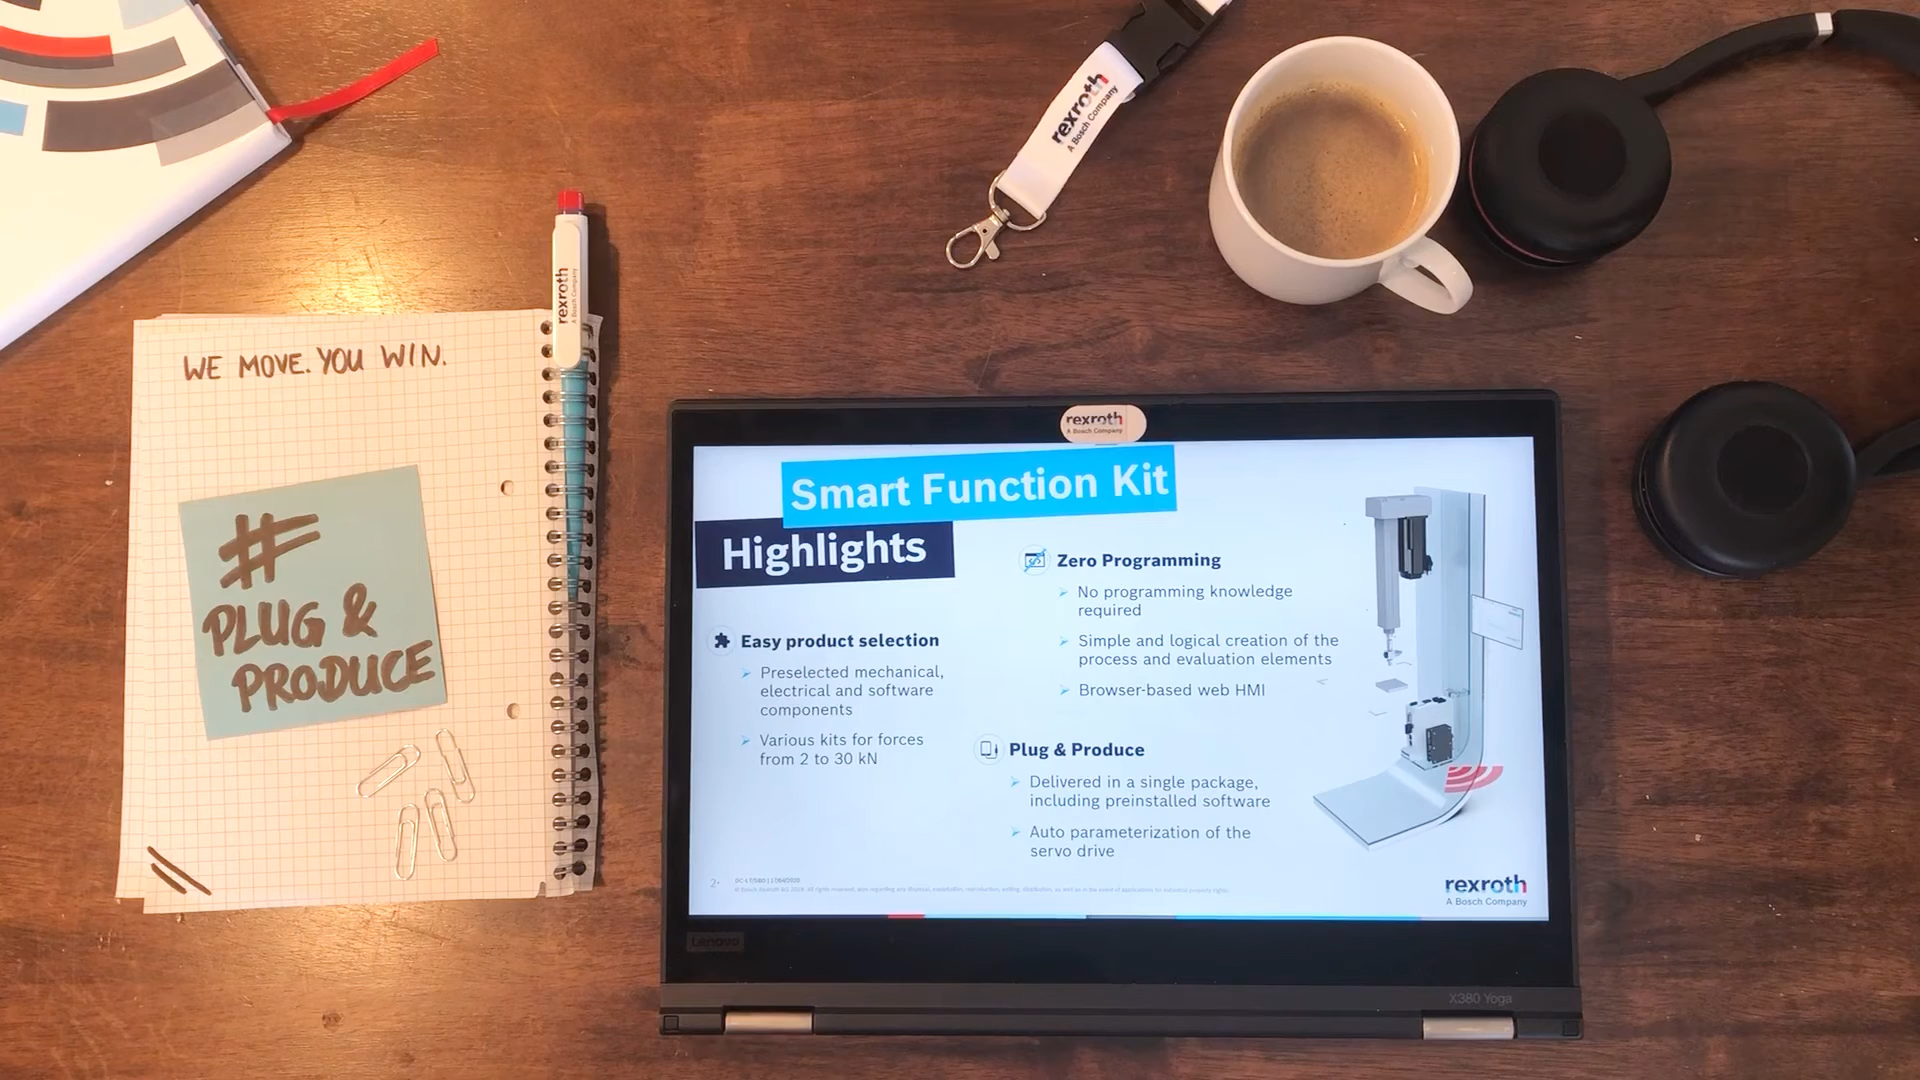 rexroth
A Bosch Company
rexroth
A Bosch Company
WE MOVE. YOU WIN.
#
PLUG &
PRODUCE
rexroth
A Bosch Company
Smart Function Kit
Highlights
Easy product selection
Preselected mechanical,
electrical and software
components
Various kits for forces
from 2 to 30 kN
Zero Programming
No programming knowledge
required
Simple and logical creation of the
process and evaluation elements
Browser-based web HMI
Plug & Produce
Delivered in a single package,
including preinstalled software
Auto parameterization of the
servo drive
2
rexroth
A Bosch Company
Lenovo
X380 Yoga